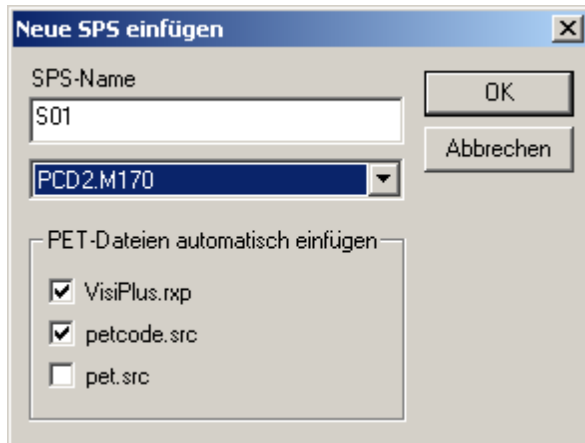 Neue SPS einfügen
SPS-Name
S01
PCD2.M170
OK
Abbrechen
PET-Dateien automatisch einfügen
VisiPlus.rxp
petcode.src
pet.src